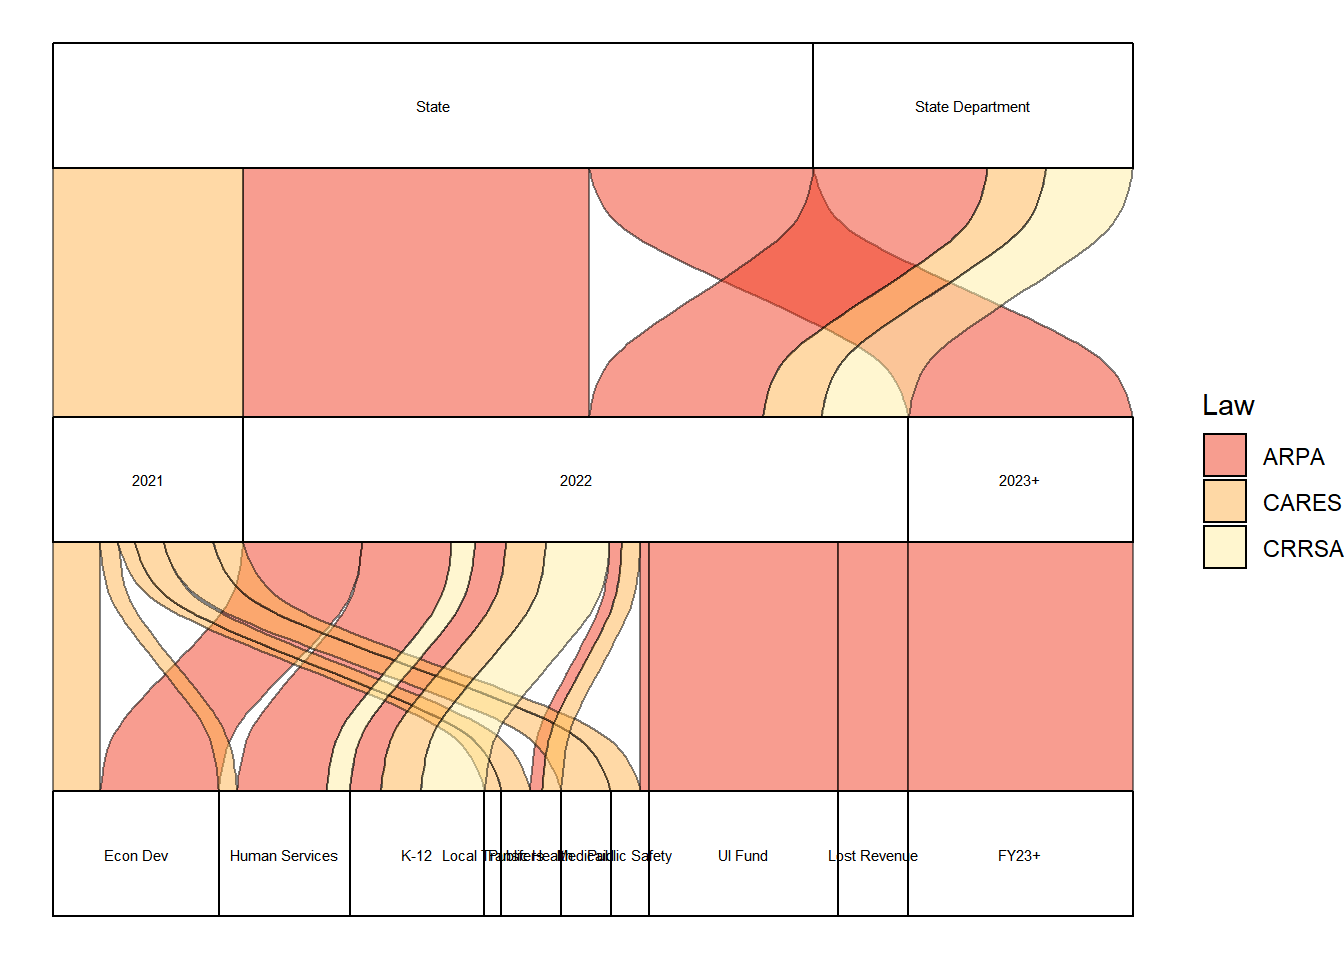 State
State Department
2021
2022
2023+
Law
ARPA
CARES
CRRSA
Econ Dev
Human Services
K-12
Local Transfers
Public Health
Medicaid
Public Safety
UI Fund
Lost Revenue
FY23+